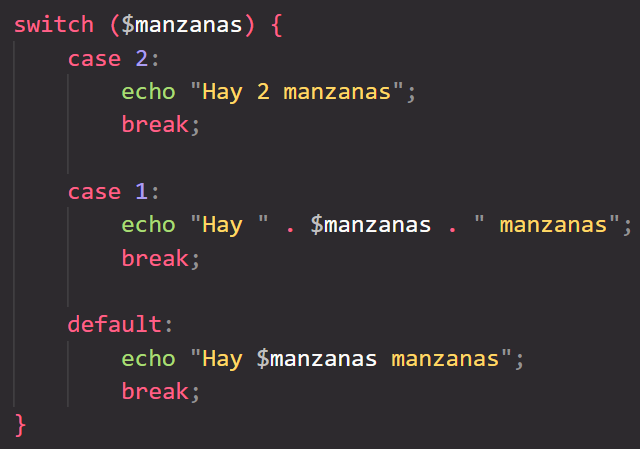 switch ($manzanas) {
    case 2:
        echo "Hay 2 manzanas";
        break;

    case 1:
        echo "Hay " . $manzanas . " manzanas";
        break;

    default:
        echo "Hay $manzanas manzanas";
        break;
}